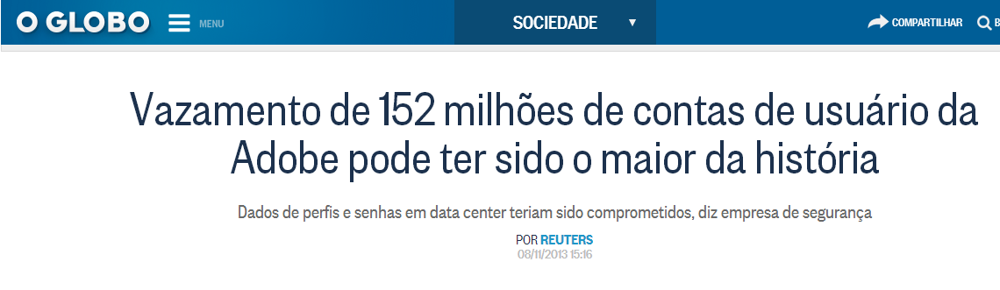 O GLOBO MENU SOCIEDADE COMPARTILHAR B
Vazamento de 152 milhões de contas de usuário da
Adobe pode ter sido o maior da história
Dados de perfis e senhas em data center teriam sido comprometidos, diz empresa de segurança
POR REUTERS
08/11/2013 15:16